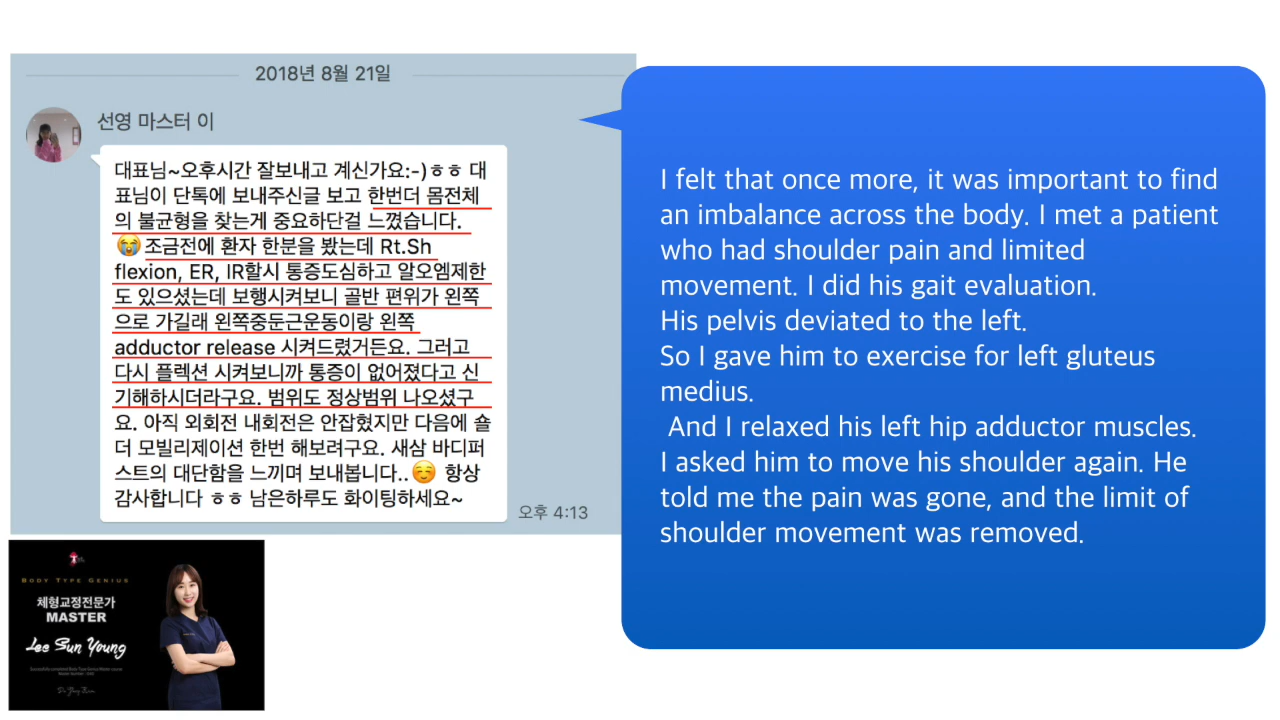 2018년 8월 21일
선영 마스터 이
대표님~오후시간 잘보내고 계신가요:-)ㅎㅎ 대
표님이 단톡에 보내주신글 보고 한번더 몸전체
의 불균형을 찾는게 중요하단걸 느꼈습니다.
😭조금전에 환자 한분을 봤는데 Rt.Sh
flexion, ER, IR할시 통증도심하고 알오엠제한
도 있으셨는데 보행시켜보니 골반 편위가 왼쪽
으로 가길래 왼쪽중둔근운동이랑 왼쪽
adductor release 시켜드렸거든요. 그러고
다시 플렉션 시켜보니까 통증이 없어졌다고 신
기해하시더라구요. 범위도 정상범위 나오셨구
요. 아직 외회전 내회전은 안잡혔지만 다음에 숄
더 모빌리제이션 한번 해보려구요. 새삼 바디퍼
스트의 대단함을 느끼며 보내봅니다..☺️ 항상
감사합니다 ㅎㅎ 남은하루도 화이팅하세요~
오후 4:13
I felt that once more, it was important to find
an imbalance across the body. I met a patient
who had shoulder pain and limited
movement. I did his gait evaluation.
His pelvis deviated to the left.
So I gave him to exercise for left gluteus
medius.
And I relaxed his left hip adductor muscles.
I asked him to move his shoulder again. He
told me the pain was gone, and the limit of
shoulder movement was removed.
BODY TYPE GENIUS
체형교정전문가
MASTER
Lee Sun Young